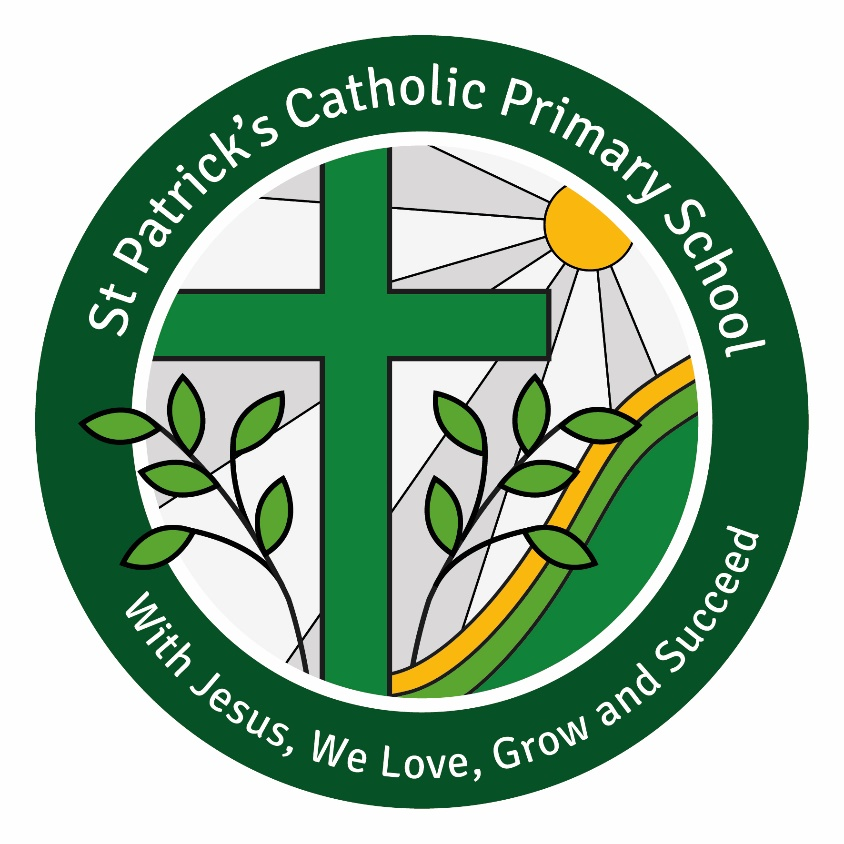 St Patrick's Catholic Primary School
With Jesus, We Love, Grow and Succeed